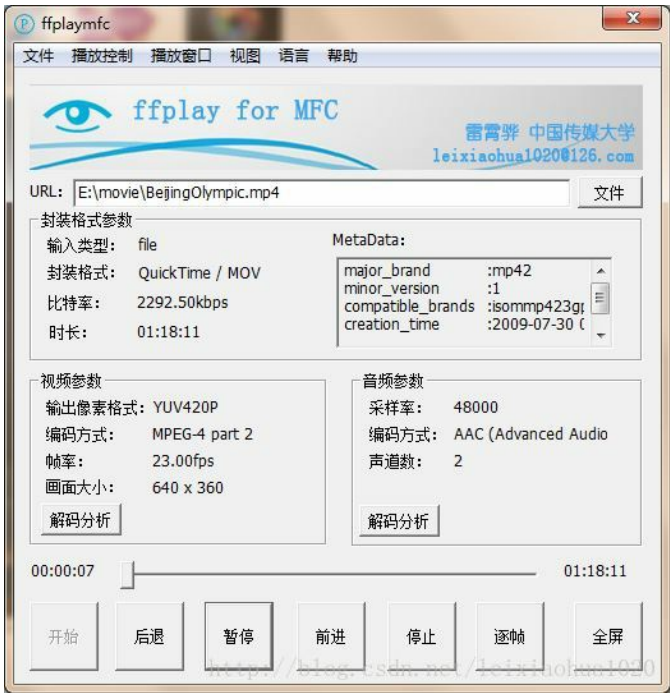 ffplaymfc
文件 播放控制 播放窗口 视图 语言 帮助
ffplay for MFC
雷霄骅 中国传媒大学
leixiaohua1020@126.com
URL: E:\movie\BeijingOlympic.mp4 文件
封装格式参数
输入类型: file
封装格式: QuickTime / MOV
比特率: 2292.50kbps
时长: 01:18:11
MetaData:
major_brand :mp42
minor_version :1
compatible_brands :isommp423gp
creation_time :2009-07-30 0
视频参数
输出像素格式: YUV420P
编码方式: MPEG-4 part 2
帧率: 23.00fps
画面大小: 640 x 360
解码分析
音频参数
采样率: 48000
编码方式: AAC (Advanced Audio
声道数: 2
解码分析
00:00:07 01:18:11
开始 后退 暂停 前进 停止 逐帧 全屏
http://blog.csdn.net/leixiaohua1020